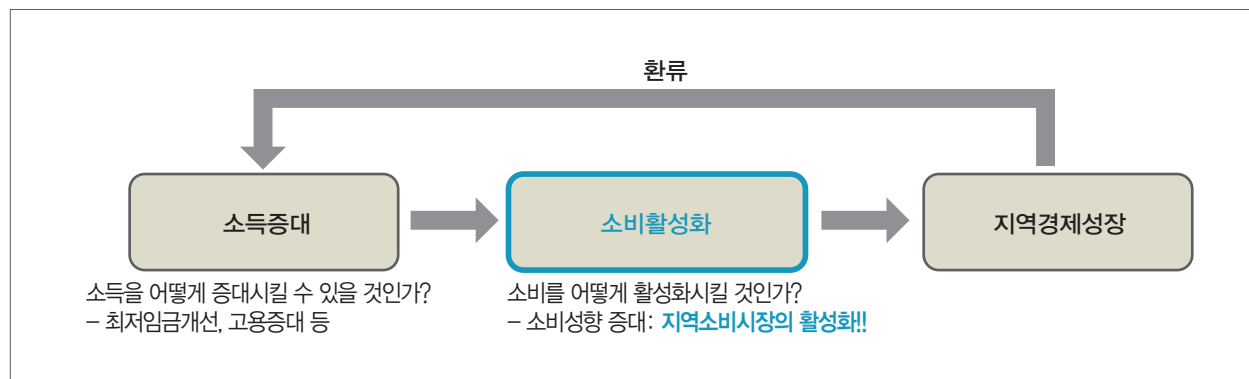 환류
소득증대
소비활성화
지역경제성장
소득을 어떻게 증대시킬 수 있을 것인가?
– 최저임금개선, 고용증대 등
소비를 어떻게 활성화시킬 것인가?
– 소비성향 증대: 지역소비시장의 활성화!!